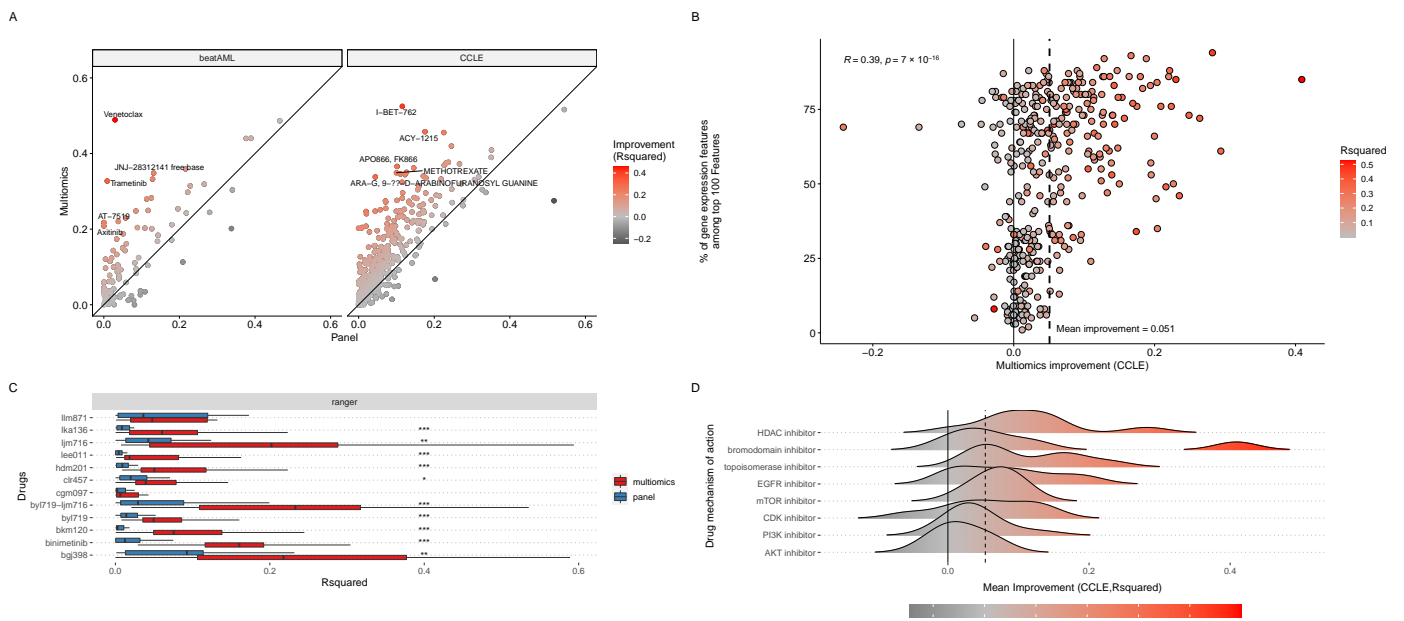 A
beatAML
CCLE
Multiomics
0.6
0.4
0.2
0.0
Venetoclax
JNJ−28312141 free base
Trametinib
AT−7519
Axitinib
I−BET−762
ACY−1215
APO866, FK866
METHOTREXATE
ARA−G, 9−??−D−ARABINOFURANOSYL GUANINE
0.0
0.2
0.4
0.6
0.0
0.2
0.4
0.6
Panel
Improvement
(Rsquared)
0.4
0.2
0.0
−0.2
B
% of gene expression features
among top 100 Features
75
50
25
0
R = 0.39, p = 7 × 10⁻¹⁶
Mean improvement = 0.051
−0.2
0.0
0.2
0.4
Multiomics improvement (CCLE)
Rsquared
0.5
0.4
0.3
0.2
0.1
C
ranger
Drugs
llm871
lka136
***
ljm716
**
lee011
***
hdm201
***
clr457
*
cgm097
byl719−ljm716
***
byl719
***
bkm120
***
binimetinib
***
bgj398
**
0.0
0.2
0.4
0.6
Rsquared
multiomics
panel
D
Drug mechanism of action
HDAC inhibitor
bromodomain inhibitor
topoisomerase inhibitor
EGFR inhibitor
mTOR inhibitor
CDK inhibitor
PI3K inhibitor
AKT inhibitor
0.0
0.2
0.4
Mean Improvement (CCLE,Rsquared)